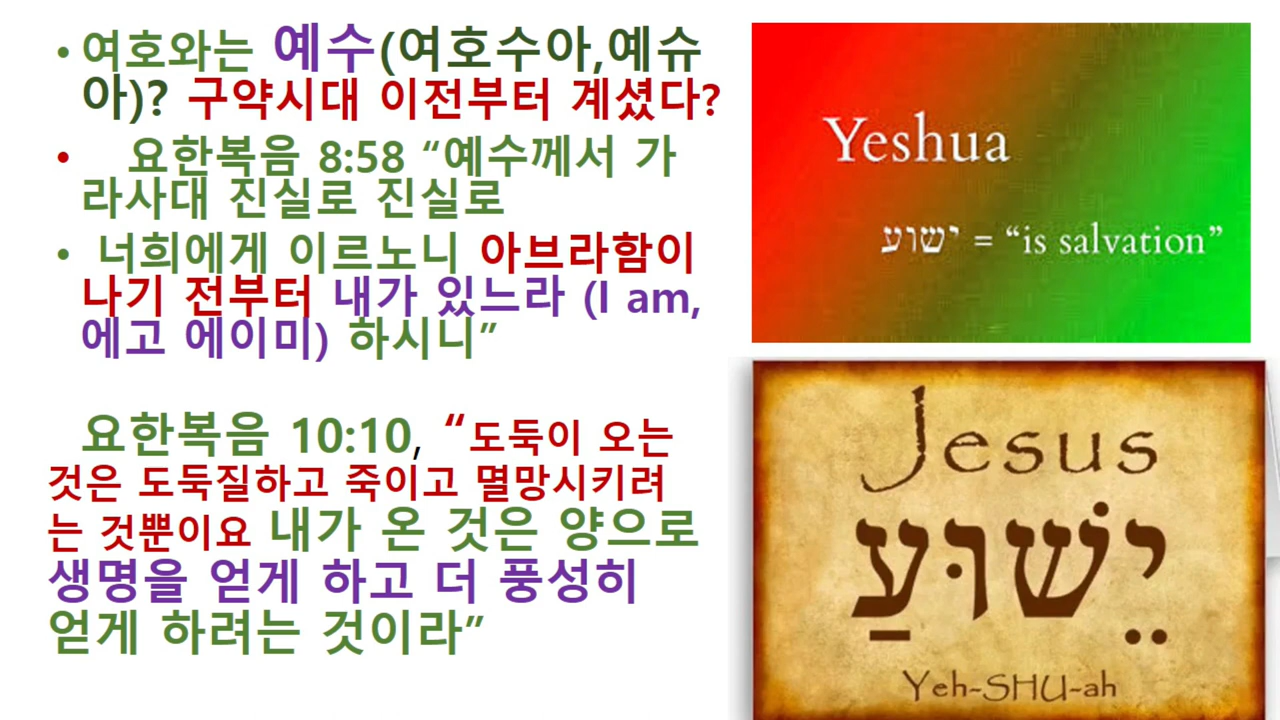 • 여호와는 예수(여호수아,예슈
아)? 구약시대 이전부터 계셨다?
• 요한복음 8:58 “예수께서 가
라사대 진실로 진실로
• 너희에게 이르노니 아브라함이
나기 전부터 내가 있느라 (I am,
에고 에이미) 하시니”
요한복음 10:10, “도둑이 오는
것은 도둑질하고 죽이고 멸망시키려
는 것뿐이요 내가 온 것은 양으로
생명을 얻게 하고 더 풍성히
얻게 하려는 것이라”
Yeshua
ישוע = “is salvation”
Jesus
יֵשׁוּעַ
Yeh-SHU-ah